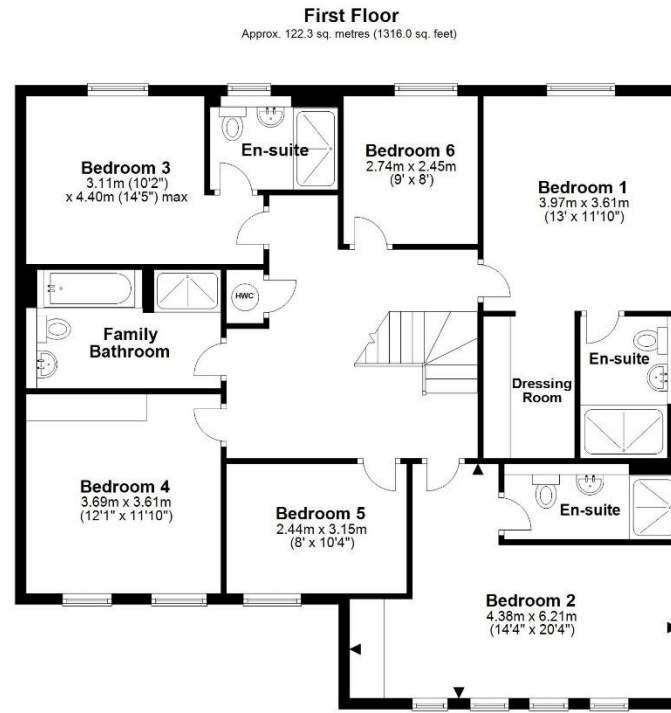 First Floor
Approx. 122.3 sq. metres (1316.0 sq. feet)
Bedroom 3
3.11m (10'2")
x 4.40m (14'5") max
En-suite
Bedroom 6
2.74m x 2.45m
(9' x 8')
Bedroom 1
3.97m x 3.61m
(13' x 11'10")
HWC
Family
Bathroom
Dressing
Room
En-suite
Bedroom 4
3.69m x 3.61m
(12'1" x 11'10")
Bedroom 5
2.44m x 3.15m
(8' x 10'4")
En-suite
Bedroom 2
4.38m x 6.21m
(14'4" x 20'4")